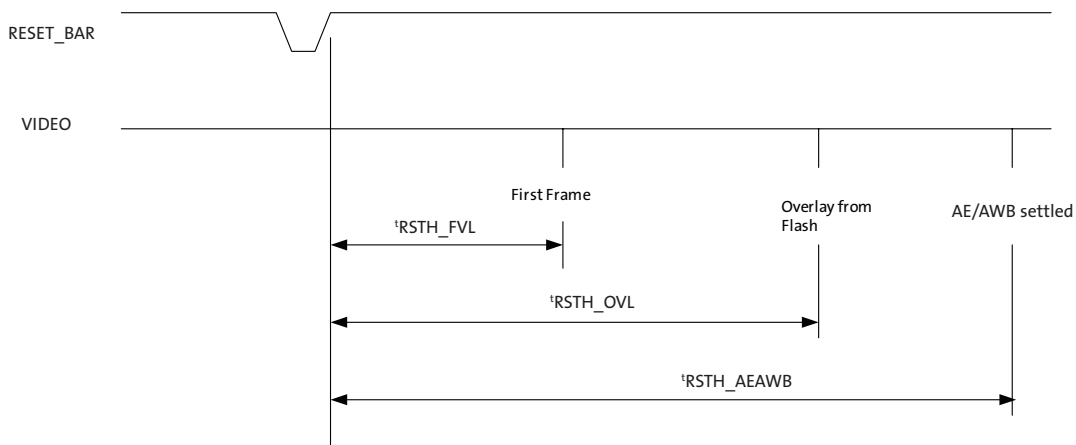 RESET_BAR
VIDEO
First Frame
Overlay from
Flash
AE/AWB settled
tRSTH_FVL
tRSTH_OVL
tRSTH_AEAWB